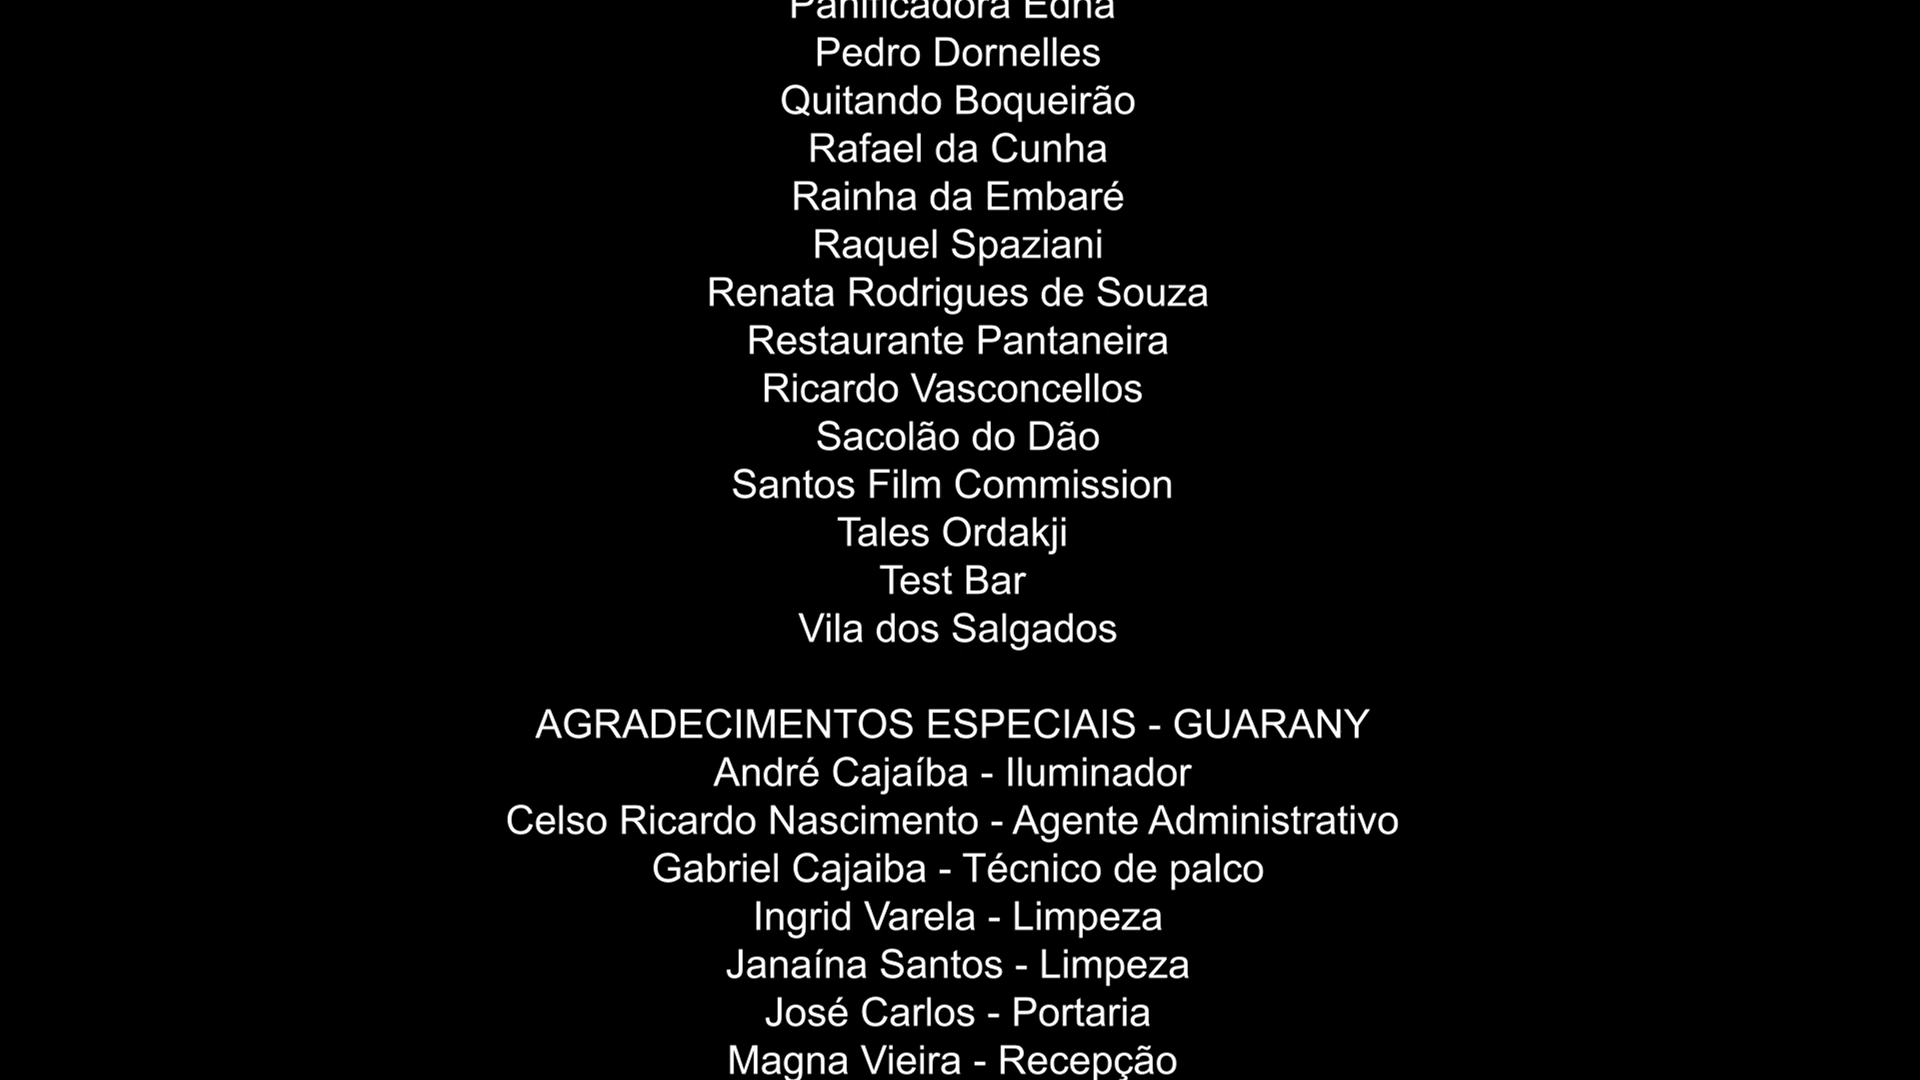 Panificadora Edna
Pedro Dornelles
Quitando Boqueirão
Rafael da Cunha
Rainha da Embaré
Raquel Spaziani
Renata Rodrigues de Souza
Restaurante Pantaneira
Ricardo Vasconcellos
Sacolão do Dão
Santos Film Commission
Tales Ordakji
Test Bar
Vila dos Salgados
AGRADECIMENTOS ESPECIAIS - GUARANY
André Cajaíba - Iluminador
Celso Ricardo Nascimento - Agente Administrativo
Gabriel Cajaiba - Técnico de palco
Ingrid Varela - Limpeza
Janaína Santos - Limpeza
José Carlos - Portaria
Magna Vieira - Recepção